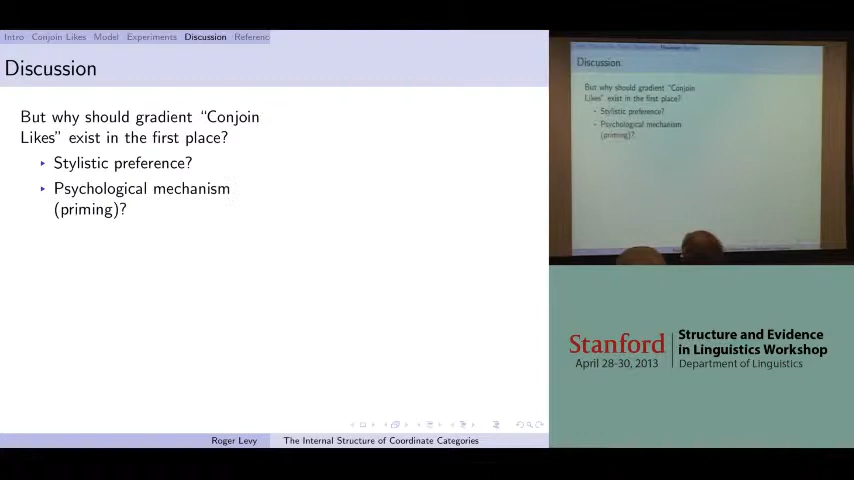 Intro Conjoin Likes Model Experiments Discussion Referenc
Discussion
But why should gradient “Conjoin
Likes” exist in the first place?
Stylistic preference?
Psychological mechanism
(priming)?
Roger Levy The Internal Structure of Coordinate Categories
Discussion
But why should gradient "Conjoin
Likes" exist in the first place?
- Stylistic preference?
- Psychological mechanism
(priming)?
Stanford
April 28-30, 2013
Structure and Evidence
in Linguistics Workshop
Department of Linguistics